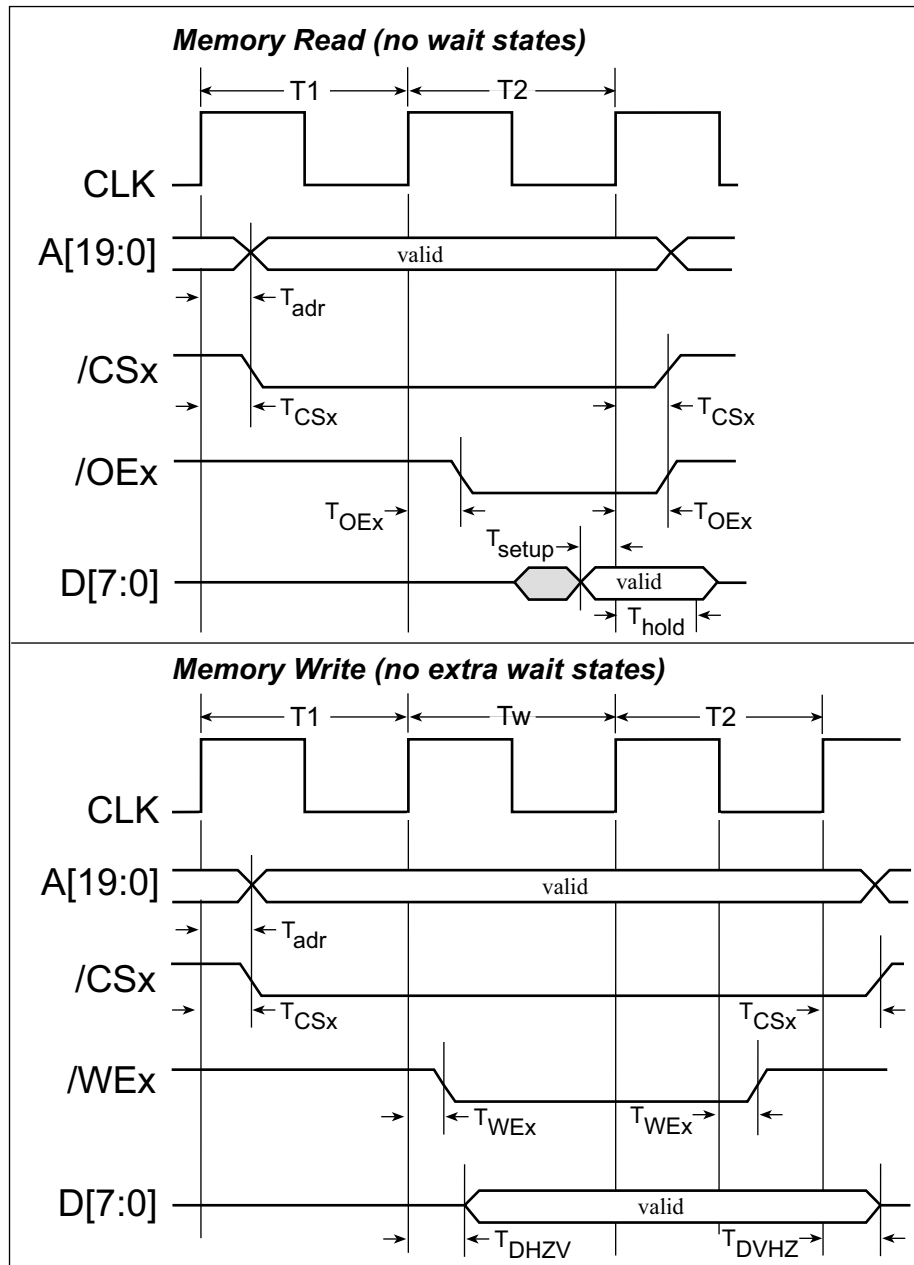 Memory Read (no wait states)
T1
T2
CLK
A[19:0]
valid
Tadr
/CSx
TCSx
TCSx
/OEx
TOEx
TOEx
Tsetup
D[7:0]
valid
Thold
Memory Write (no extra wait states)
T1
Tw
T2
CLK
A[19:0]
valid
Tadr
/CSx
TCSx
TCSx
/WEx
TWEx
TWEx
D[7:0]
valid
TDHZV
TDVHZ